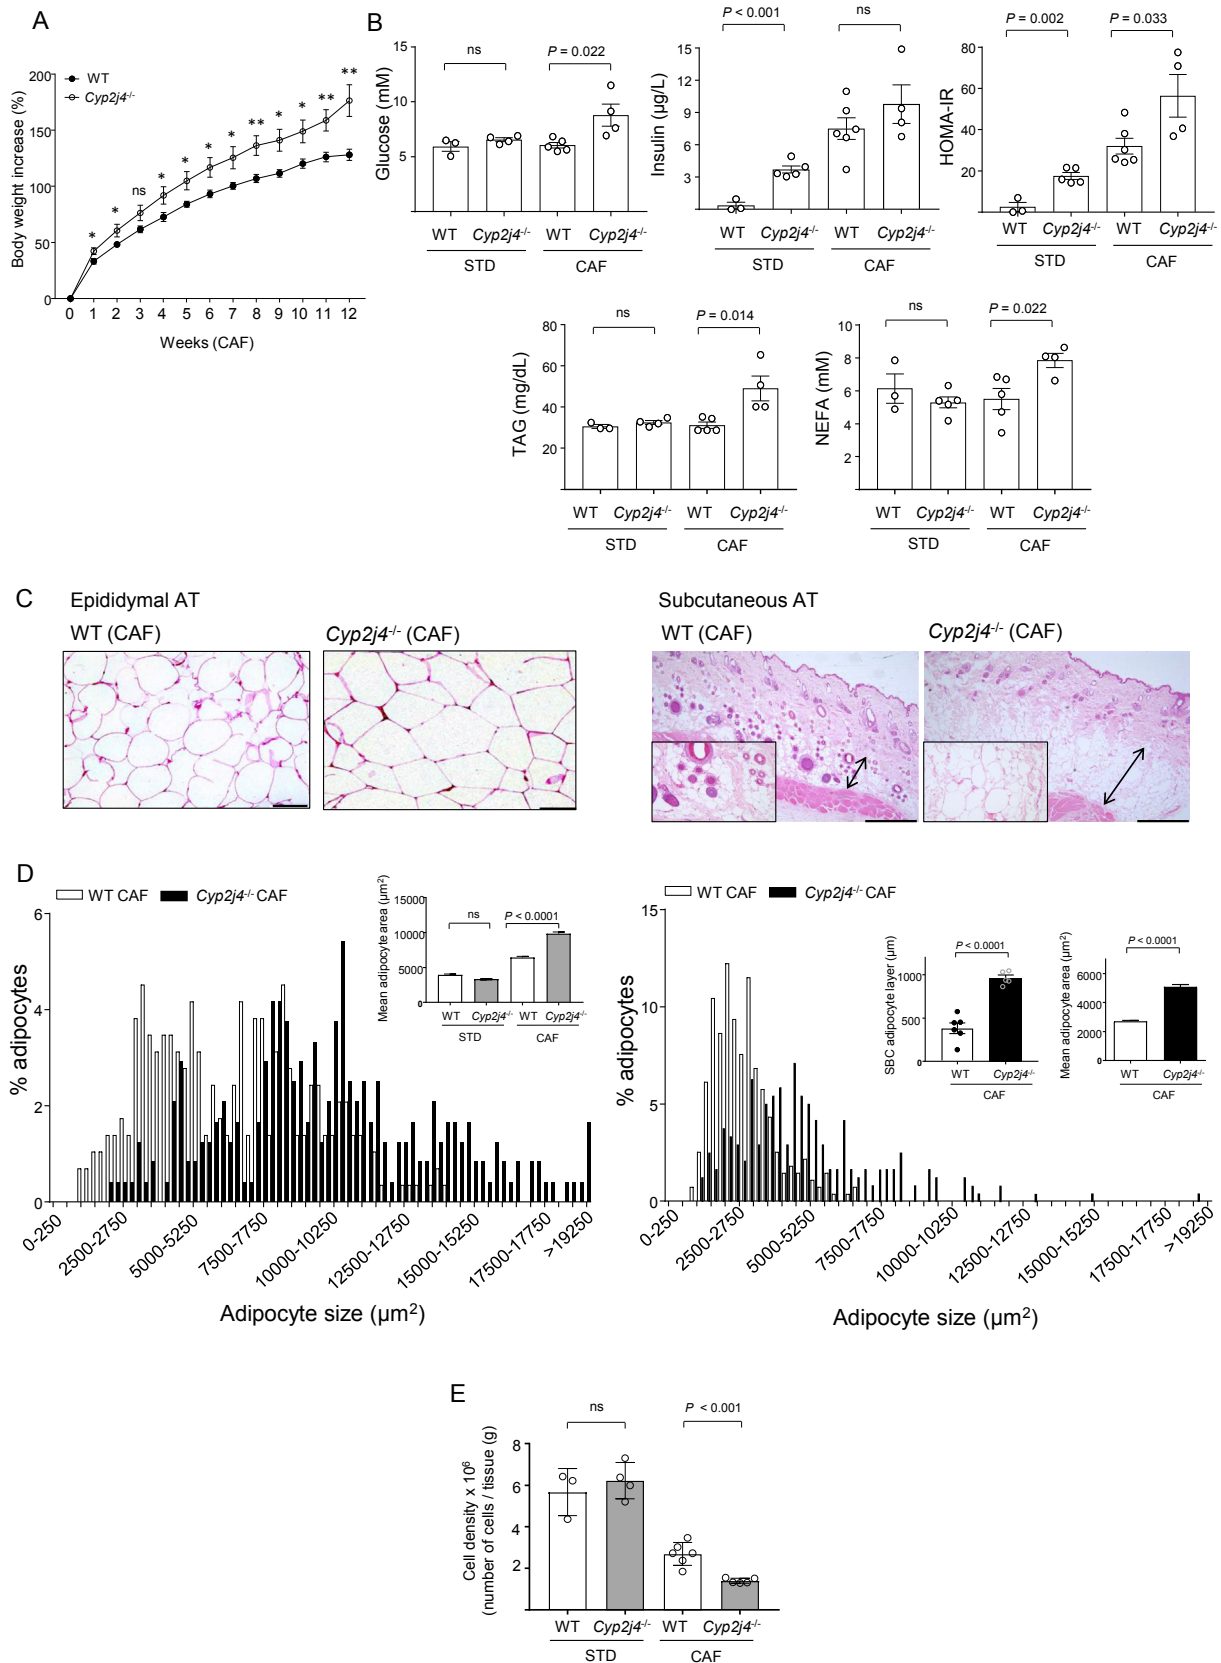 A
WT
Cyp2j4-/-
Body weight increase (%)
200
150
100
50
0
* * ns * * * * ** * * ** **
0 1 2 3 4 5 6 7 8 9 10 11 12
Weeks (CAF)
B
Glucose (mM)
15
10
5
ns
P = 0.022
WT Cyp2j4-/- WT Cyp2j4-/-
STD CAF
Insulin (µg/L)
15
12
9
6
3
P < 0.001
ns
WT Cyp2j4-/- WT Cyp2j4-/-
STD CAF
HOMA-IR
80
60
40
20
P = 0.002
P = 0.033
WT Cyp2j4-/- WT Cyp2j4-/-
STD CAF
TAG (mg/dL)
80
60
40
20
ns
P = 0.014
WT Cyp2j4-/- WT Cyp2j4-/-
STD CAF
NEFA (mM)
10
8
6
4
2
ns
P = 0.022
WT Cyp2j4-/- WT Cyp2j4-/-
STD CAF
C
Epididymal AT
WT (CAF)
Cyp2j4-/- (CAF)
Subcutaneous AT
WT (CAF)
Cyp2j4-/- (CAF)
D
WT CAF Cyp2j4-/- CAF
% adipocytes
6
4
2
0
0-250
2500-2750
5000-5250
7500-7750
10000-10250
12500-12750
15000-15250
17500-17750
>19250
Adipocyte size (µm2)
Mean adipocyte area (µm2)
15000
10000
5000
0
ns
P < 0.0001
WT Cyp2j4-/- WT Cyp2j4-/-
STD CAF
WT CAF Cyp2j4-/- CAF
% adipocytes
15
10
5
0
0-250
2500-2750
5000-5250
7500-7750
10000-10250
12500-12750
15000-15250
17500-17750
>19250
Adipocyte size (µm2)
SBC adipocyte layer (µm)
1000
500
0
P < 0.0001
WT Cyp2j4-/-
CAF
Mean adipocyte area (µm2)
6000
4000
2000
0
P < 0.0001
WT Cyp2j4-/-
CAF
E
Cell density x 106
(number of cells / tissue (g)
8
6
4
2
ns
P < 0.001
WT Cyp2j4-/- WT Cyp2j4-/-
STD CAF